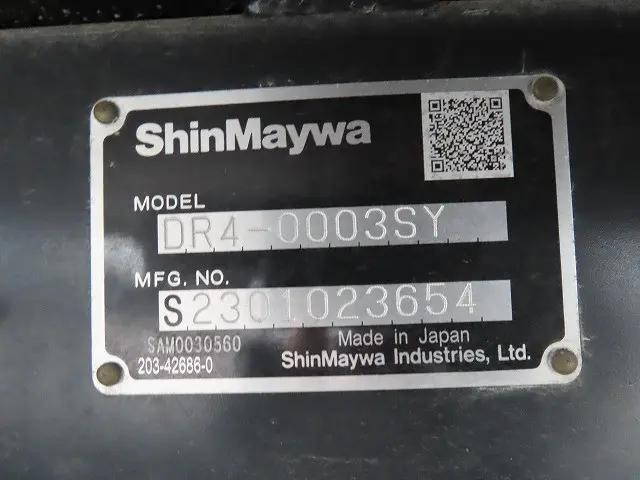 ShinMaywa
MODEL
DR4-0003SY
MFG. NO.
S2301023654
SAM0030560
Made in Japan
203-42686-0
ShinMaywa Industries, Ltd.